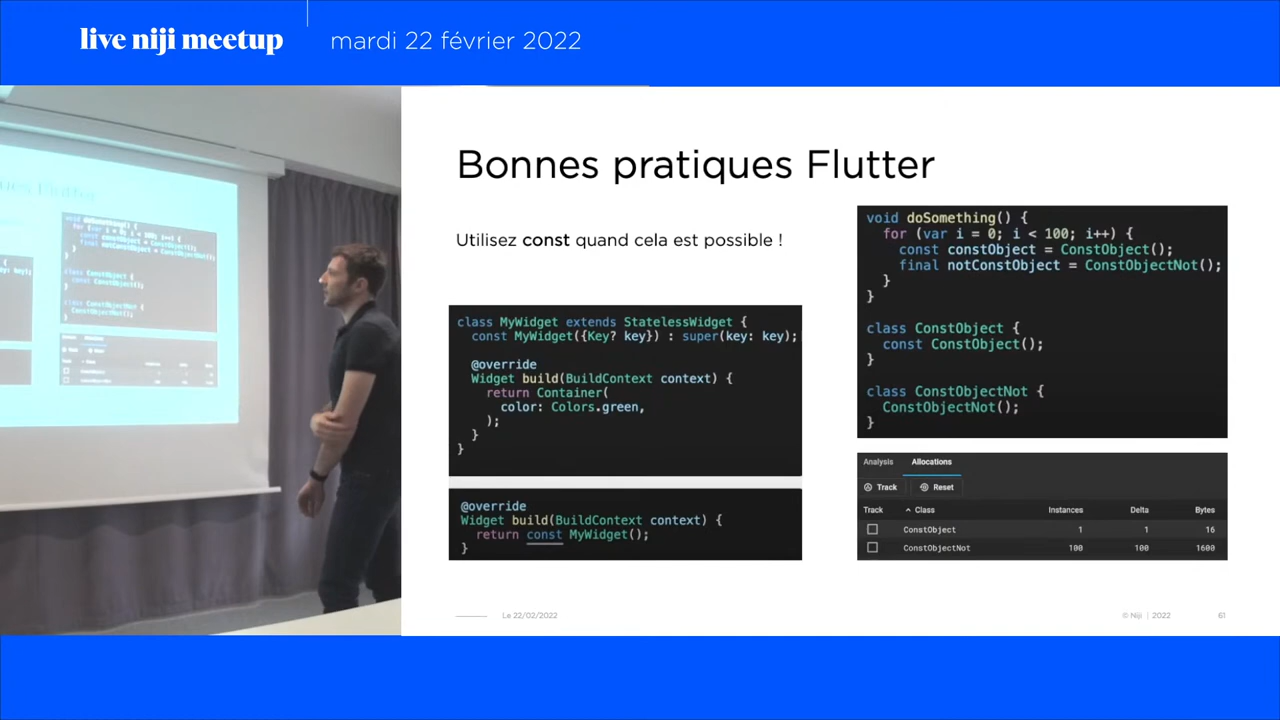 live niji meetup
mardi 22 février 2022
Bonnes pratiques Flutter
Utilisez const quand cela est possible !
class MyWidget extends StatelessWidget {
const MyWidget({Key? key}) : super(key: key);
@override
Widget build(BuildContext context) {
return Container(
color: Colors.green,
);
}
}
@override
Widget build(BuildContext context) {
return const MyWidget();
}
void doSomething() {
for (var i = 0; i < 100; i++) {
const constObject = ConstObject();
final notConstObject = ConstObjectNot();
}
}
class ConstObject {
const ConstObject();
}
class ConstObjectNot {
ConstObjectNot();
}
Analysis Allocations
Track Reset
Track Class Instances Delta Bytes
ConstObject 1 1 16
ConstObjectNot 100 100 1600
Le 22/02/2022
© Niji | 2022 61